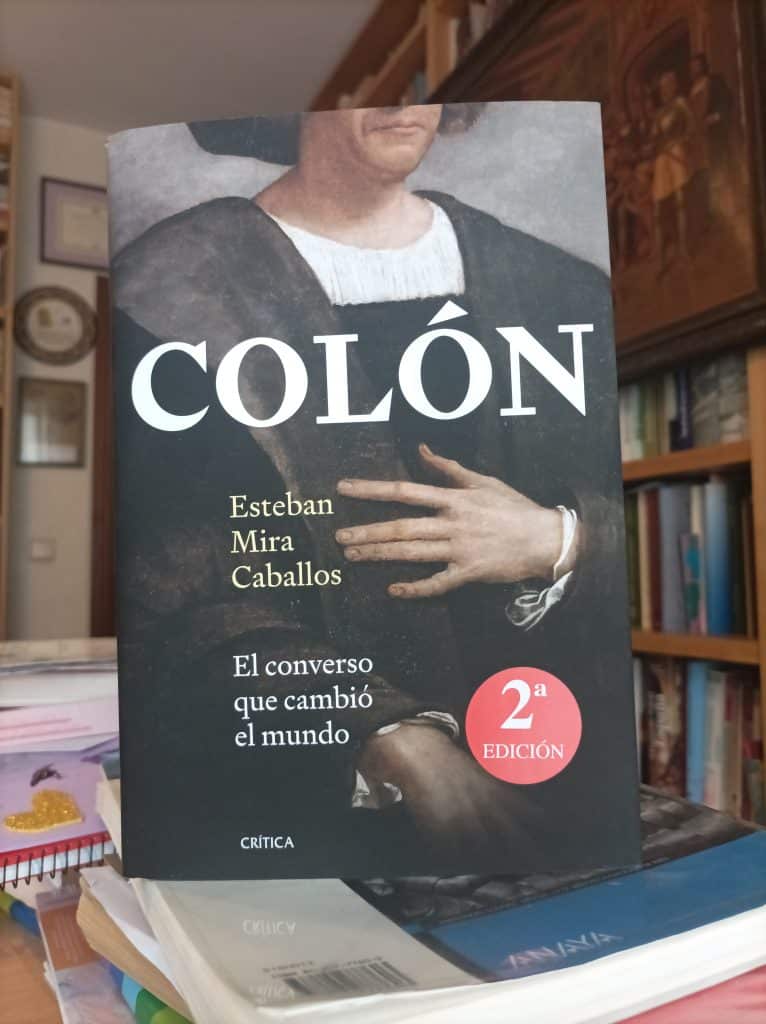 COLÓN
Esteban
Mira
Caballos
El converso
que cambió
el mundo
2ª
EDICIÓN
CRÍTICA
CRÍTICA
ANAYA